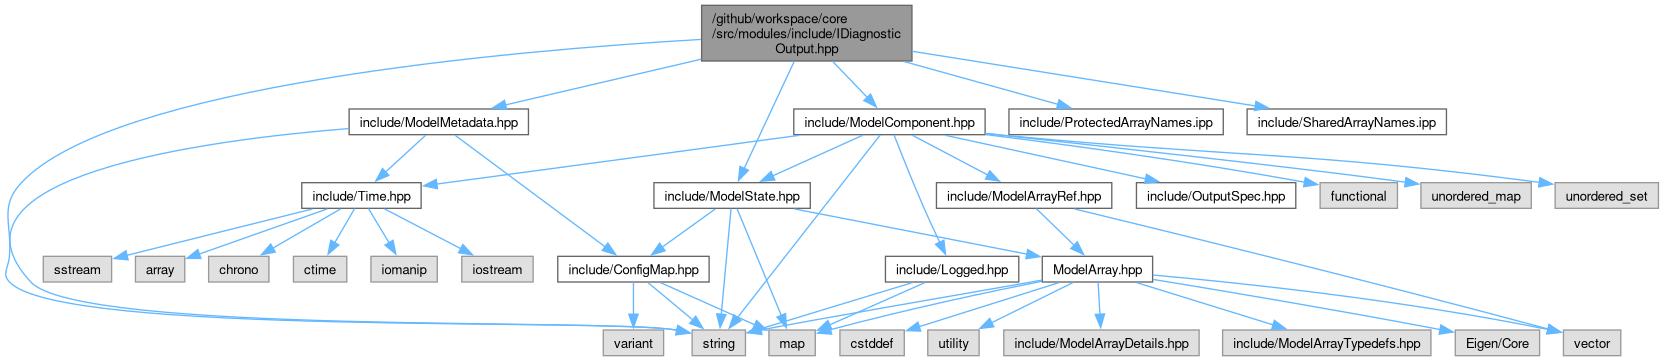 /github/workspace/core
/src/modules/include/IDiagnostic
Output.hpp
include/ModelMetadata.hpp
include/ModelComponent.hpp
include/ProtectedArrayNames.ipp
include/SharedArrayNames.ipp
include/Time.hpp
include/ModelState.hpp
include/ModelArrayRef.hpp
include/OutputSpec.hpp
functional
unordered_map
unordered_set
sstream
array
chrono
ctime
iomanip
iostream
include/ConfigMap.hpp
include/Logged.hpp
ModelArray.hpp
variant
string
map
cstddef
utility
include/ModelArrayDetails.hpp
include/ModelArrayTypedefs.hpp
Eigen/Core
vector